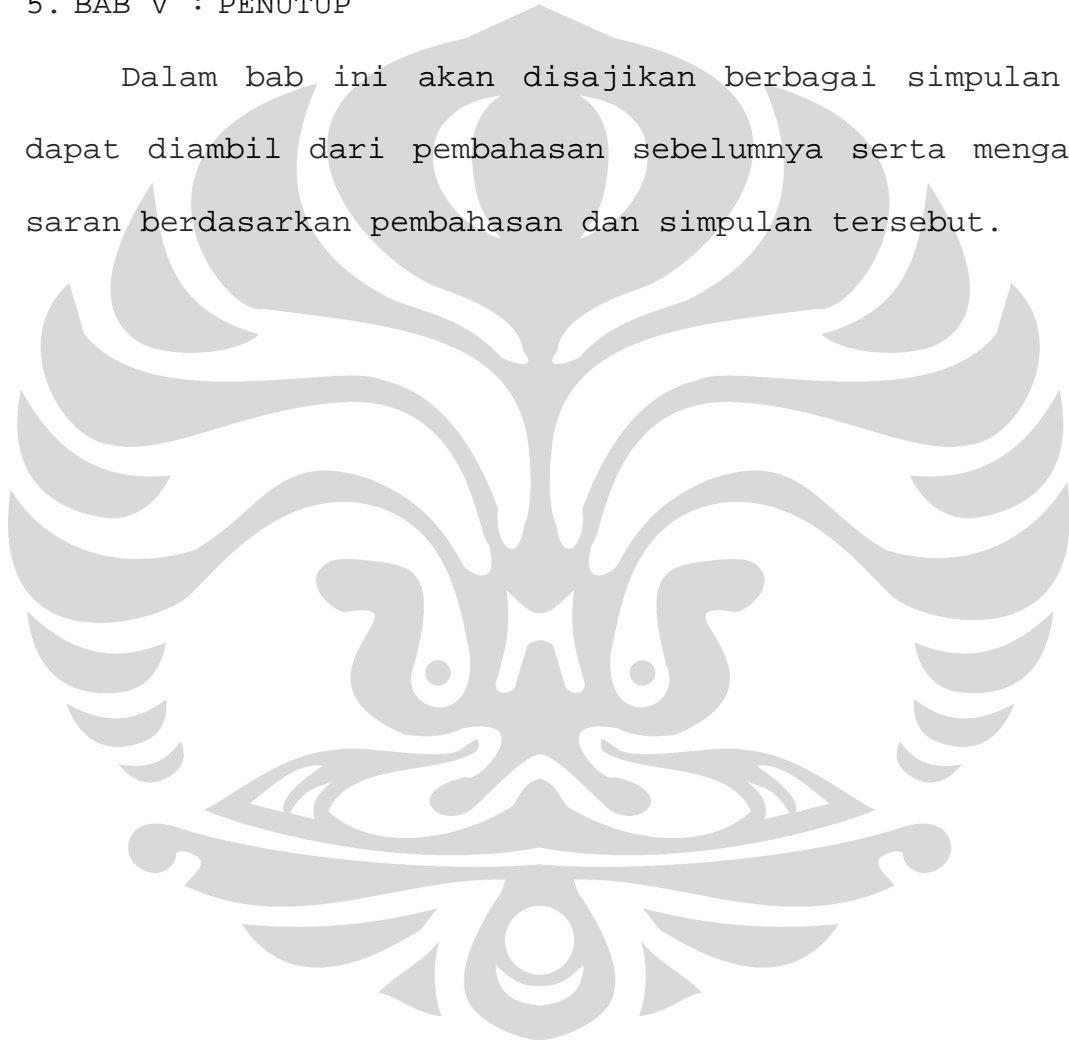 5. BAB V : PENUTUP
Dalam bab ini akan disajikan berbagai simpulan
dapat diambil dari pembahasan sebelumnya serta menga
saran berdasarkan pembahasan dan simpulan tersebut.